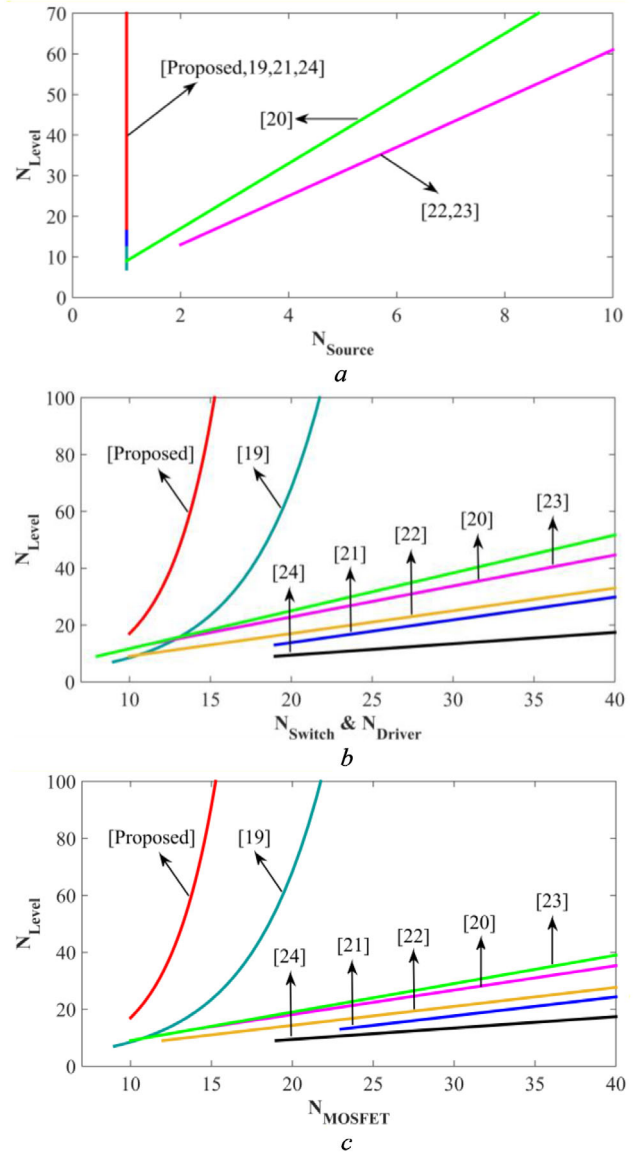 70
60
50
40
30
20
10
0
N_Level
[Proposed,19,21,24]
[20]
[22,23]
0 2 4 6 8 10
N_Source
a
100
80
60
40
20
0
N_Level
[Proposed] [19]
[24] [21] [22] [20] [23]
10 15 20 25 30 35 40
N_Switch & N_Driver
b
100
80
60
40
20
0
N_Level
[Proposed] [19]
[24] [21] [22] [20] [23]
10 15 20 25 30 35 40
N_MOSFET
c